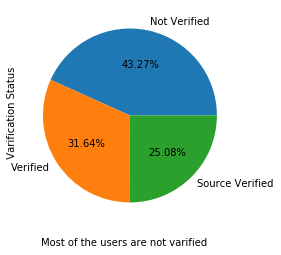 Not Verified
43.27%
Varification Status
31.64%
25.08%
Verified
Source Verified
Most of the users are not varified